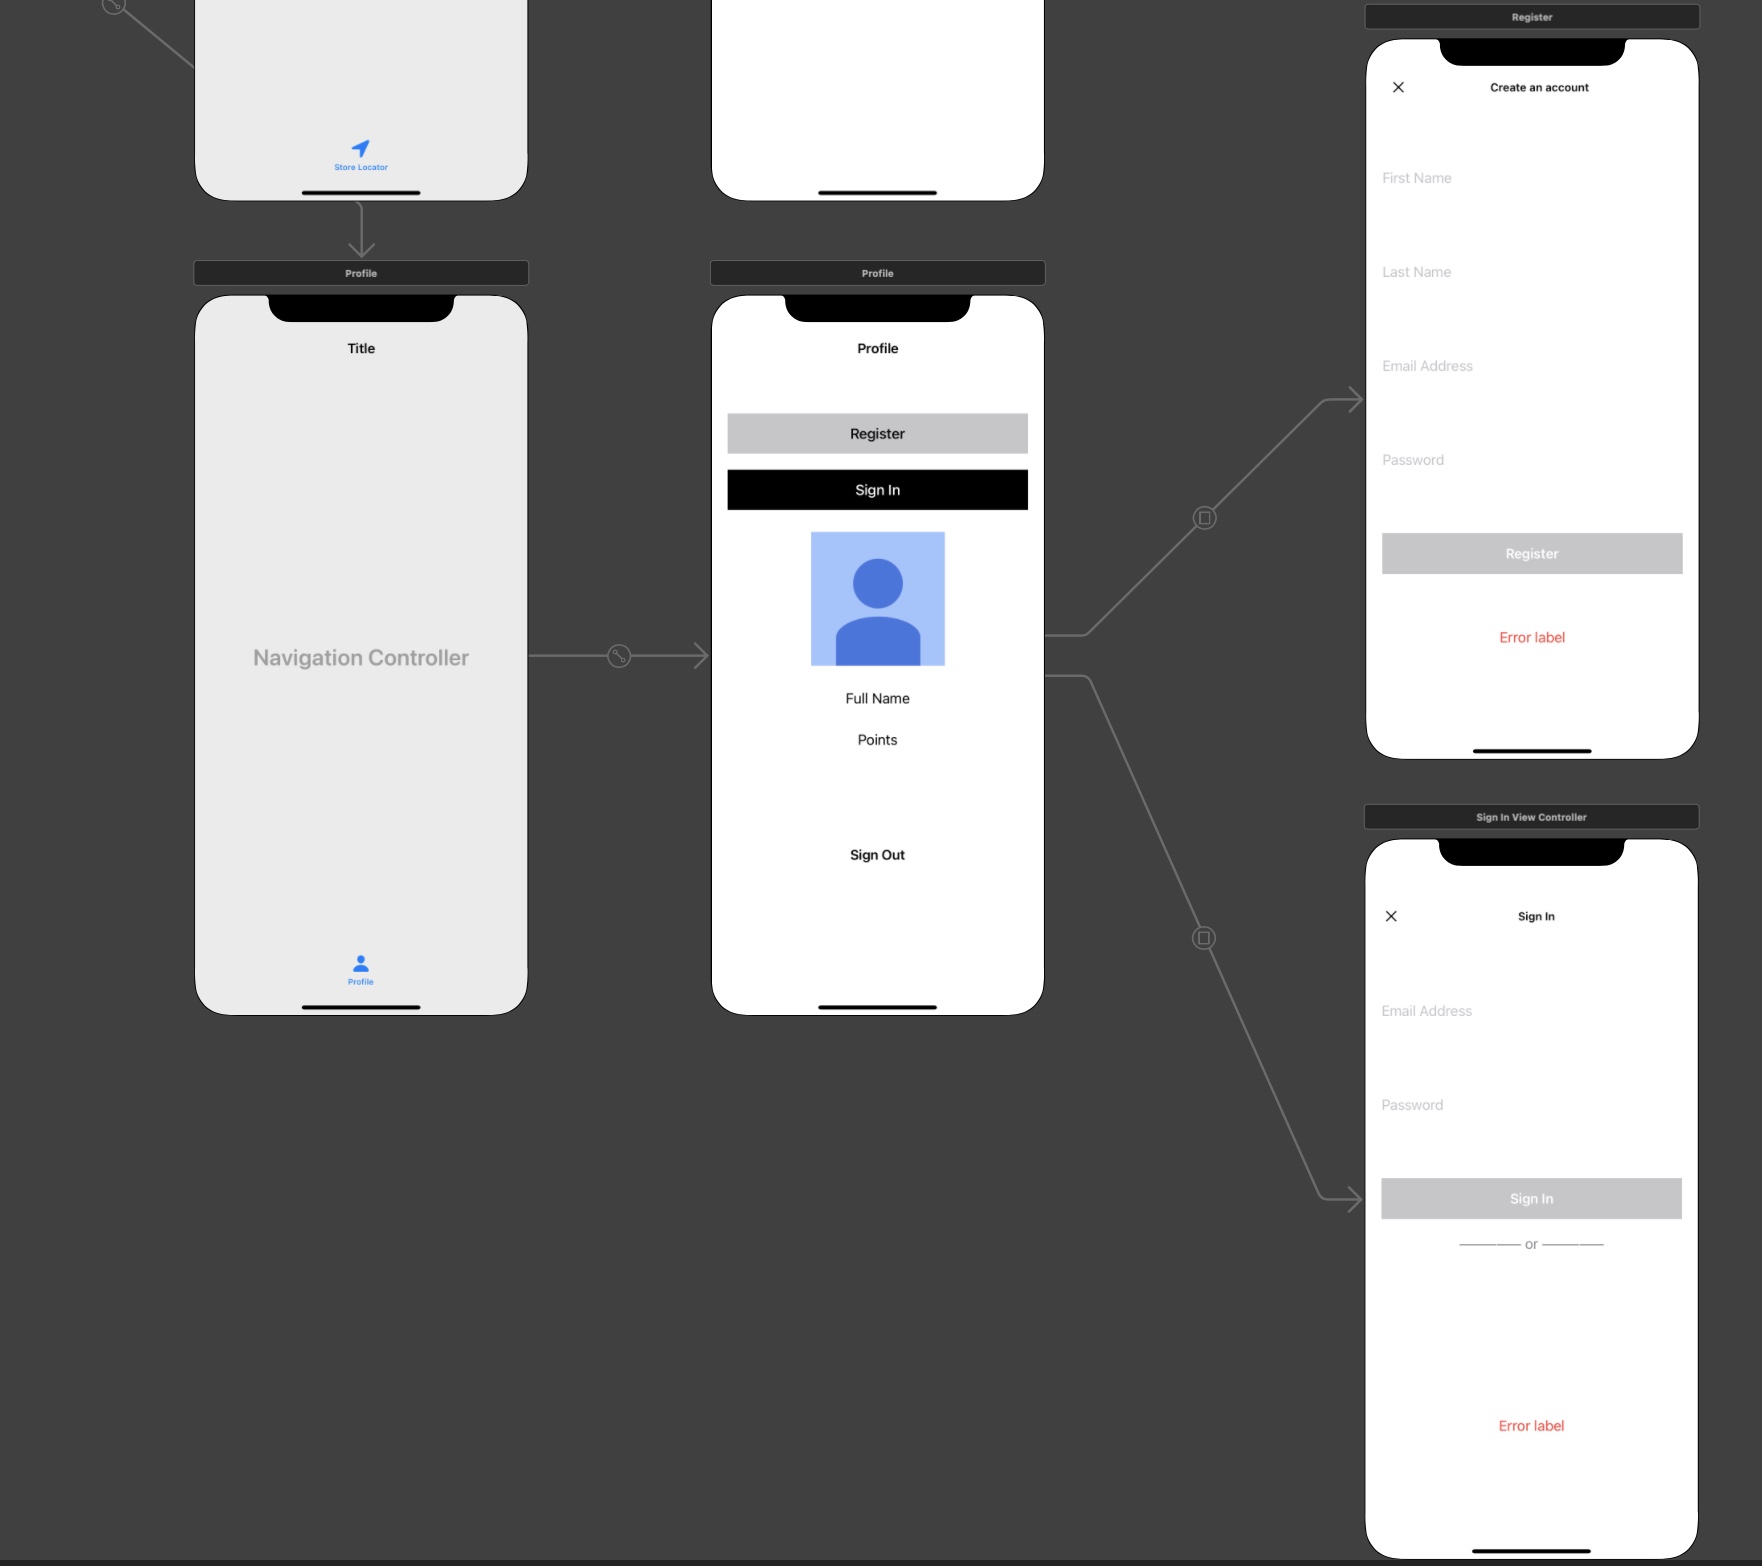 Store Locator
Profile
Title
Navigation Controller
Profile
Profile
Profile
Register
Sign In
Full Name
Points
Sign Out
Register
Create an account
First Name
Last Name
Email Address
Password
Register
Error label
Sign In View Controller
Sign In
Email Address
Password
Sign In
or
Error label